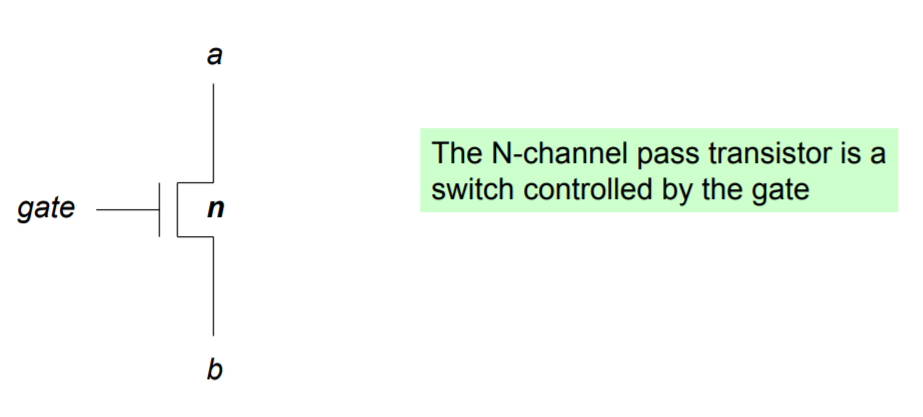 a
The N-channel pass transistor is a
switch controlled by the gate
gate
n
b